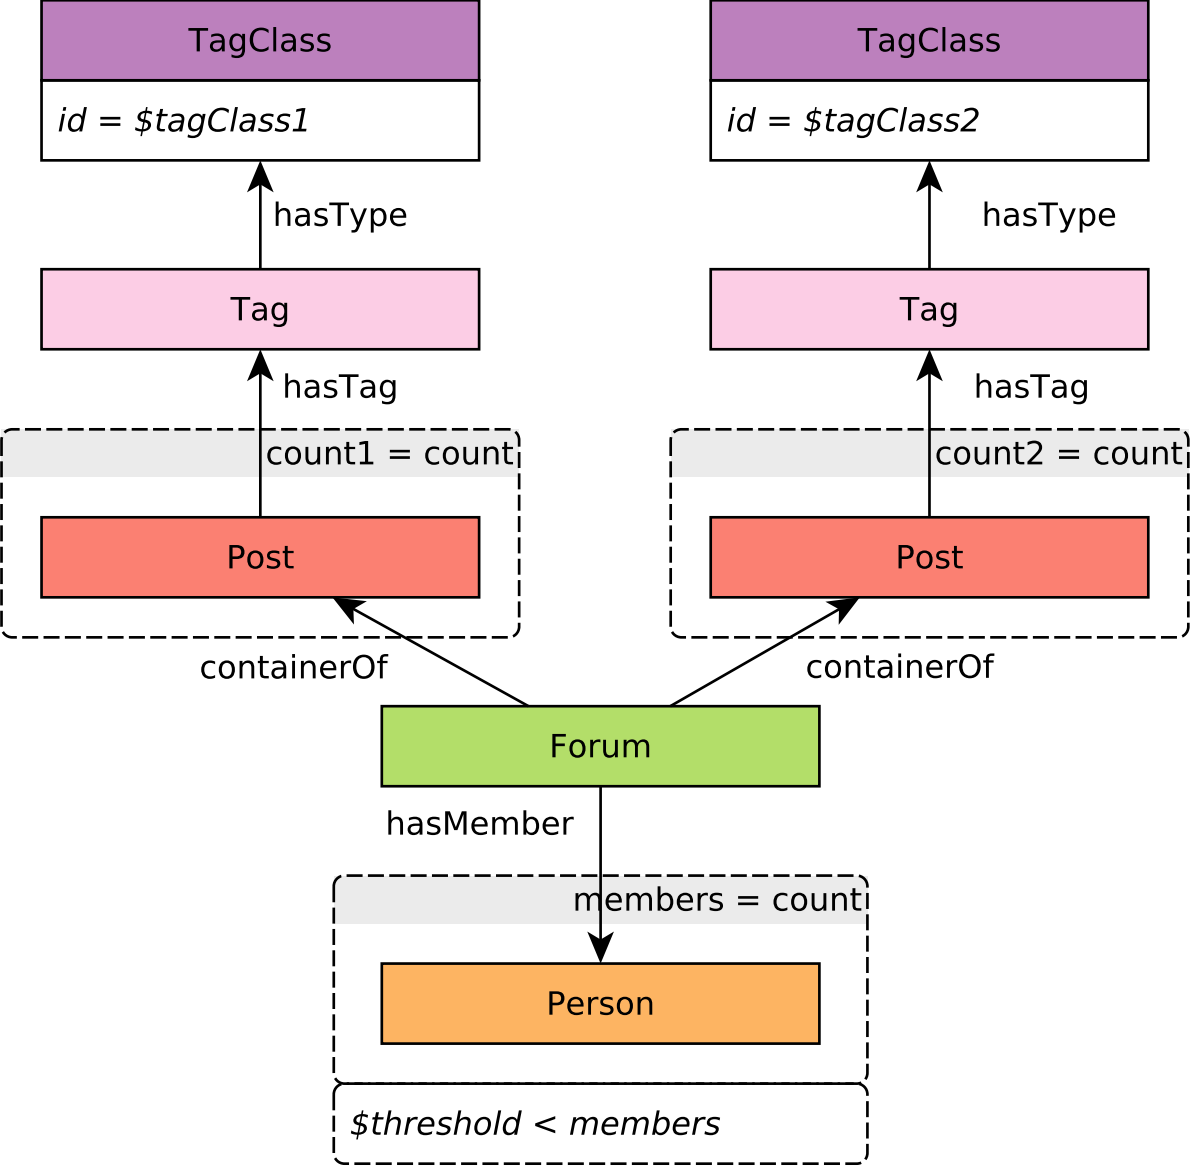 TagClass
TagClass
id = $tagClass1
id = $tagClass2
hasType
hasType
Tag
Tag
hasTag
hasTag
count1 = count
count2 = count
Post
Post
containerOf
containerOf
Forum
hasMember
members = count
Person
$threshold < members